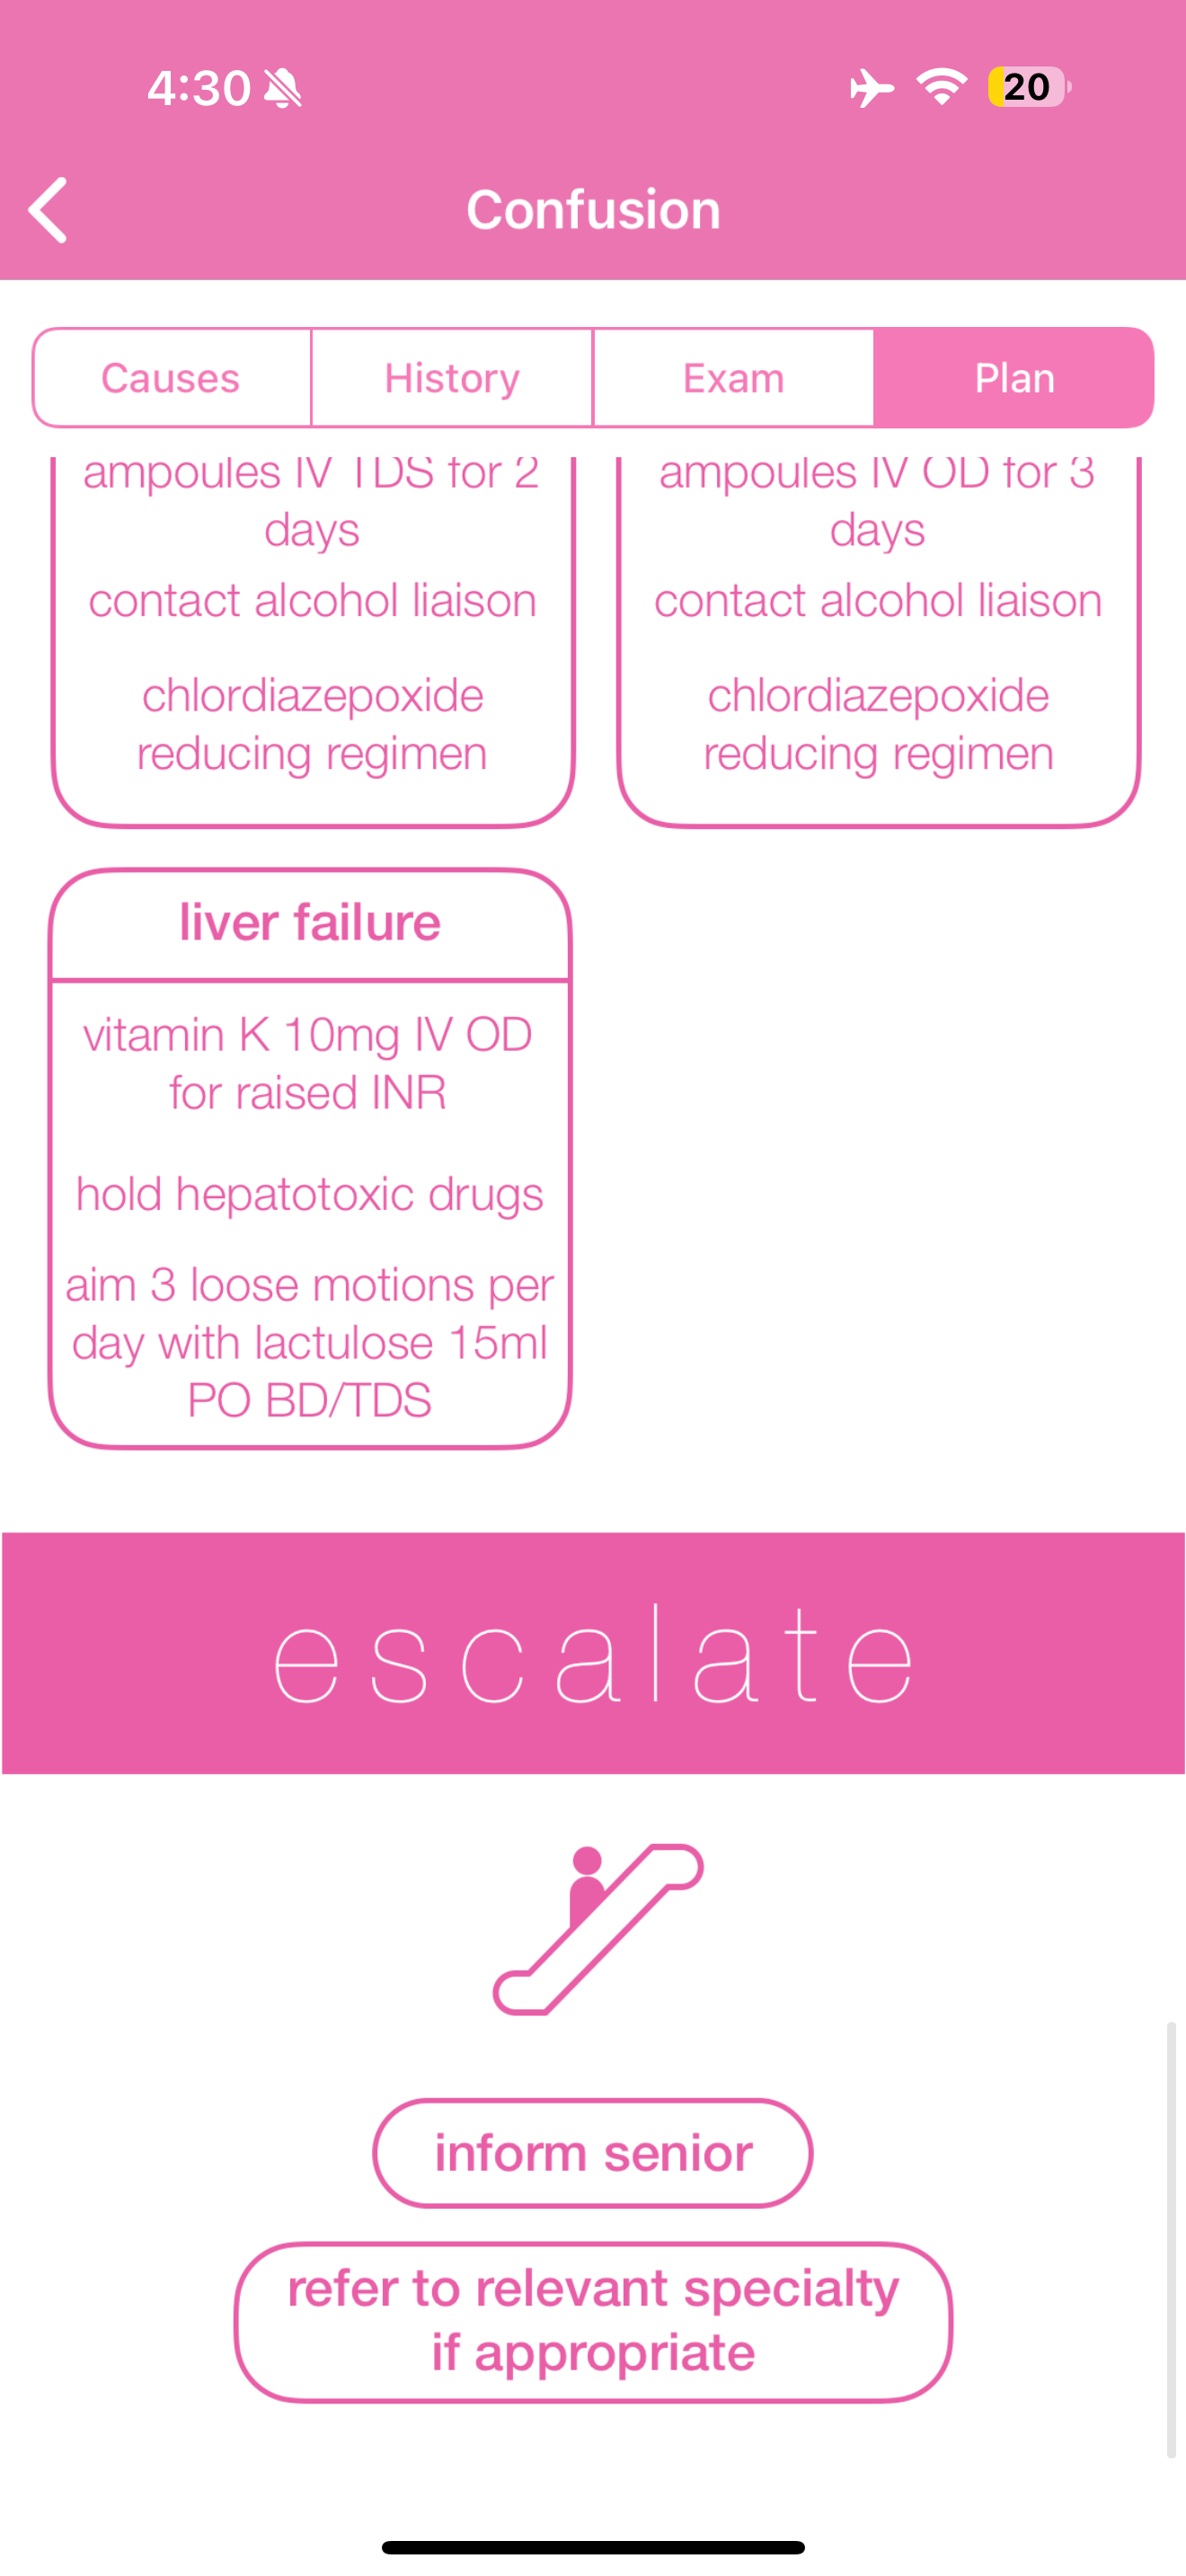 4:30
20
Confusion
Causes
History
Exam
Plan
ampoules IV TDS for 2
days
contact alcohol liaison
chlordiazepoxide
reducing regimen
ampoules IV OD for 3
days
contact alcohol liaison
chlordiazepoxide
reducing regimen
liver failure
vitamin K 10mg IV OD
for raised INR
hold hepatotoxic drugs
aim 3 loose motions per
day with lactulose 15ml
PO BD/TDS
escalate
inform senior
refer to relevant specialty
if appropriate